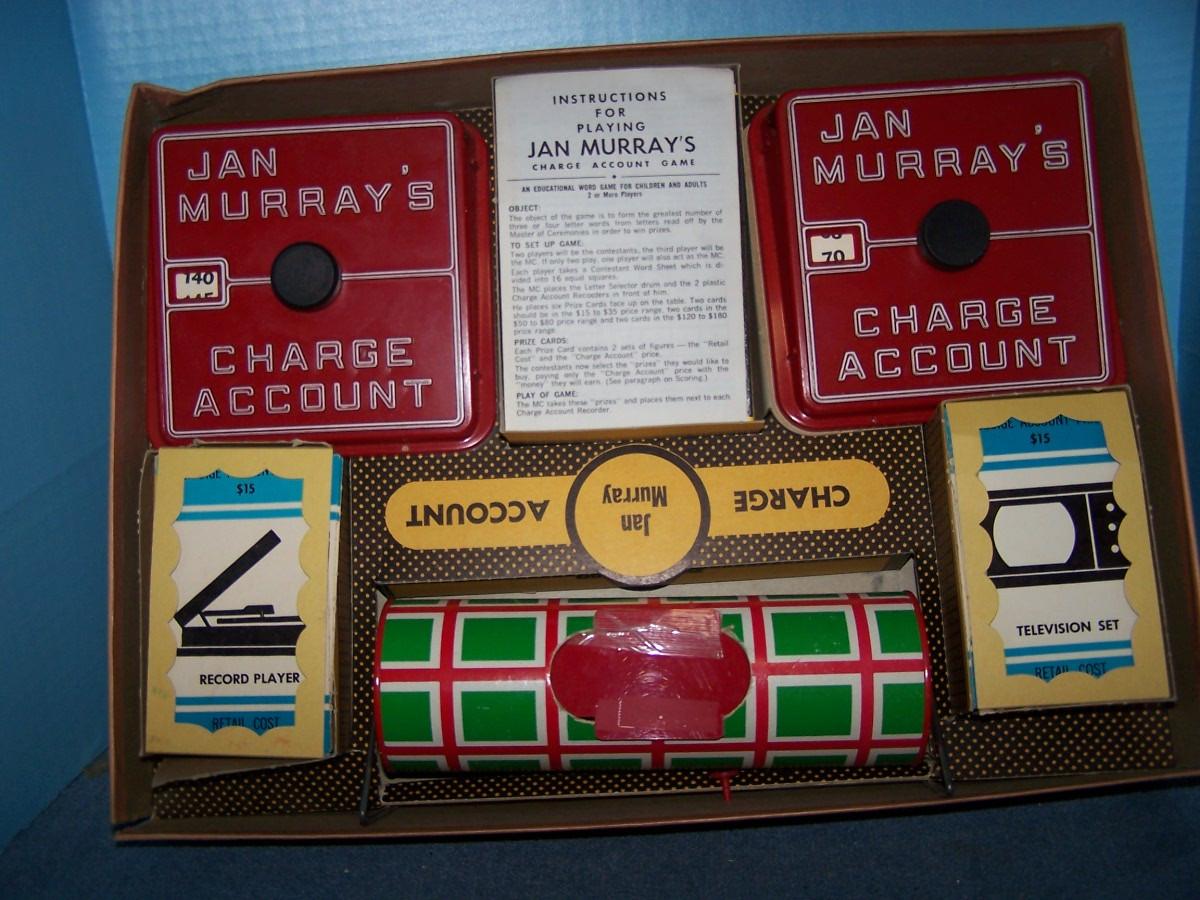 JAN
MURRAY'S
140
CHARGE
ACCOUNT
INSTRUCTIONS
FOR
PLAYING
JAN MURRAY'S
CHARGE ACCOUNT GAME
AN EDUCATIONAL WORD GAME FOR CHILDREN AND ADULTS
2 or More Players
OBJECT:
The object of the game is to form the greatest number of
three or four letter words from letters read off by the
Master of Ceremonies in order to win prizes.
TO SET UP GAME:
Two players will be the contestants, the third player will be
the MC. If only two play, one player will also act as the MC.
Each player takes a Contestant Word Sheet which is di-
vided into 16 equal squares.
The MC places the Letter Selector drum and the 2 plastic
Charge Account Recorders in front of him.
He places six Prize Cards face up on the table. Two cards
should be in the $15 to $35 price range, two cards in the
$50 to $80 price range and two cards in the $120 to $180
price range.
PRIZE CARDS:
Each Prize Card contains 2 sets of figures — the "Retail
Cost" and the "Charge Account" price.
The contestants now select the "prizes" they would like to
buy, paying only the "Charge Account" price with the
"money" they will earn. (See paragraph on Scoring.)
PLAY OF GAME:
The MC takes these "prizes" and places them next to each
Charge Account Recorder.
JAN
MURRAY'S
70
CHARGE
ACCOUNT
$15
RECORD PLAYER
RETAIL COST
CHARGE
Jan
Murray
ACCOUNT
$15
TELEVISION SET
RETAIL COST